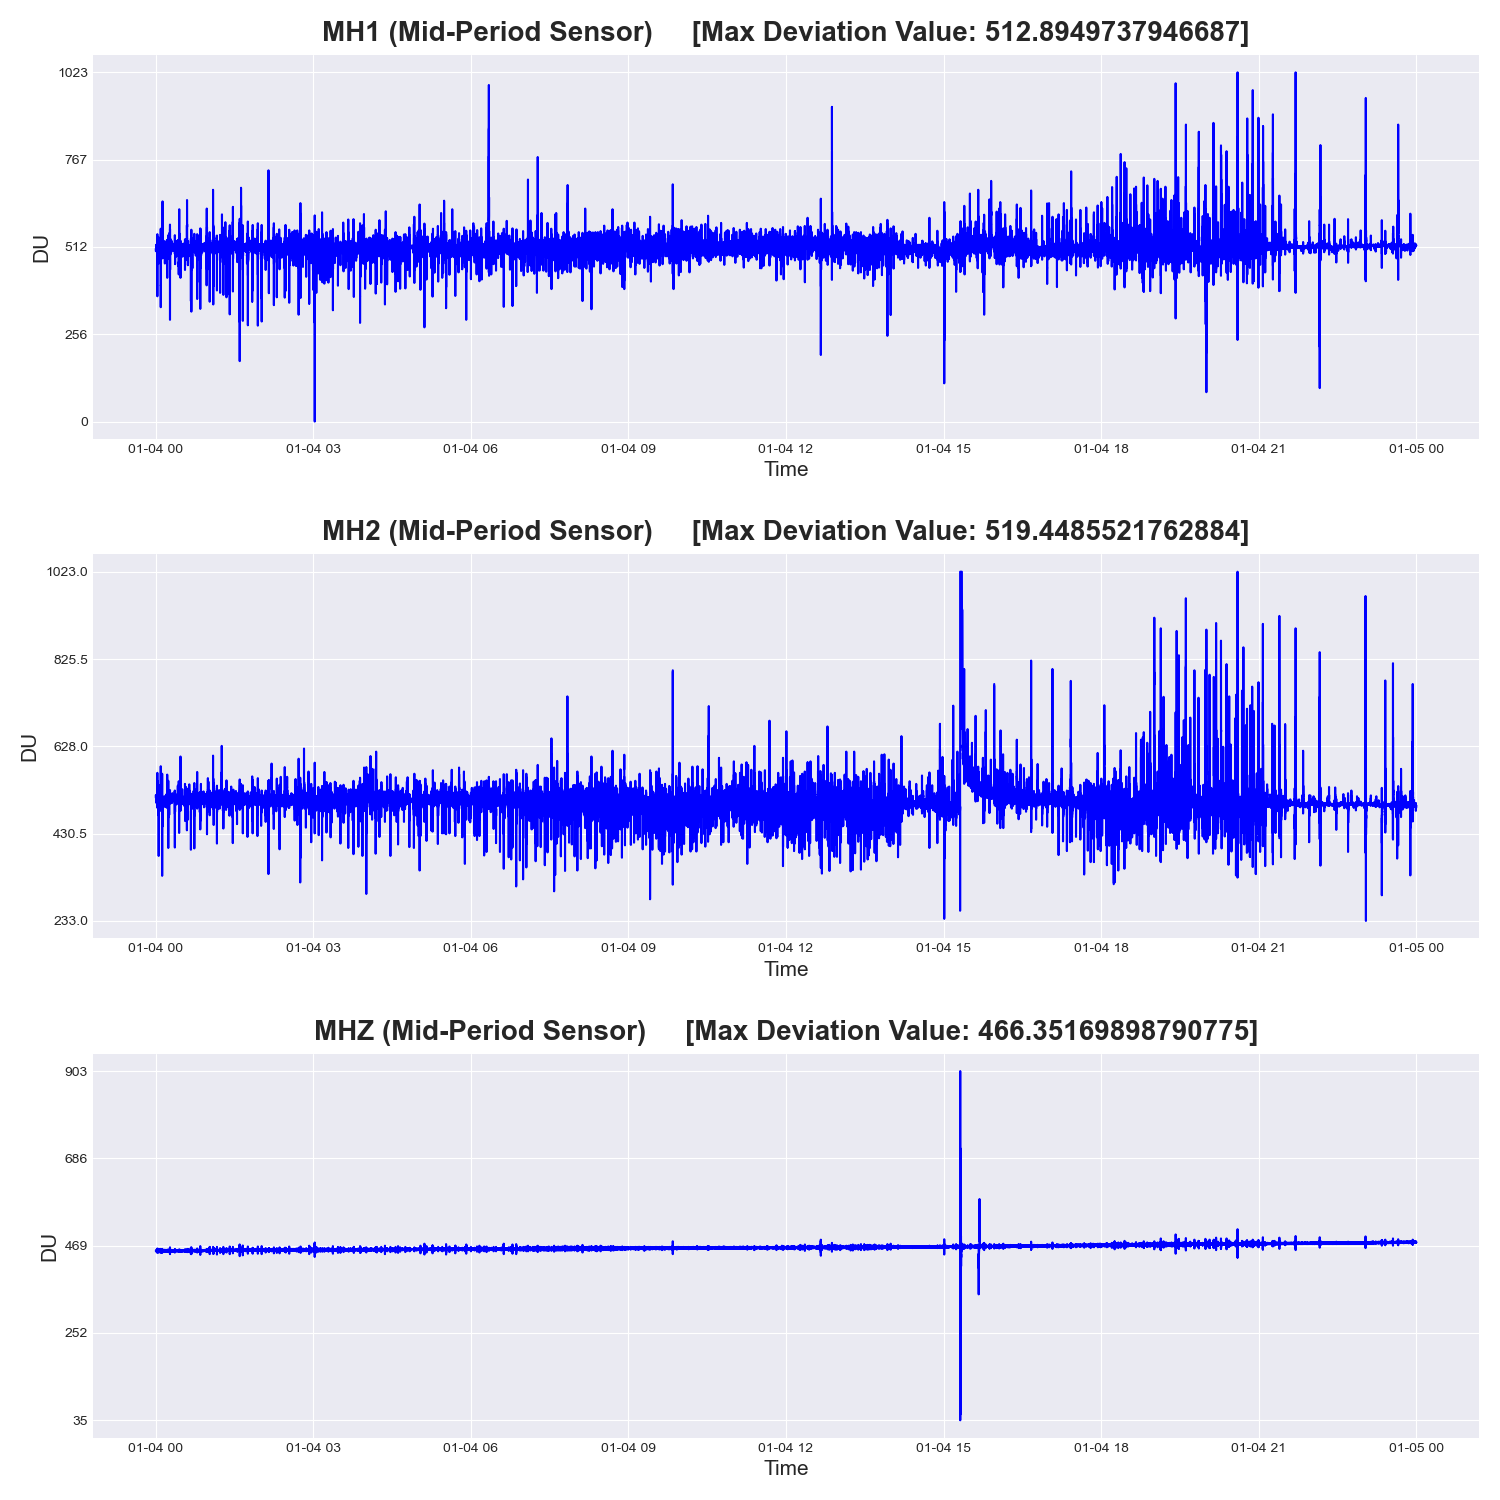 MH1 (Mid-Period Sensor) [Max Deviation Value: 512.8949737946687]
1023
767
512
256
0
DU
01-04 00 01-04 03 01-04 06 01-04 09 01-04 12 01-04 15 01-04 18 01-04 21 01-05 00
Time
MH2 (Mid-Period Sensor) [Max Deviation Value: 519.4485521762884]
1023.0
825.5
628.0
430.5
233.0
DU
01-04 00 01-04 03 01-04 06 01-04 09 01-04 12 01-04 15 01-04 18 01-04 21 01-05 00
Time
MHZ (Mid-Period Sensor) [Max Deviation Value: 466.35169898790775]
903
686
469
252
35
DU
01-04 00 01-04 03 01-04 06 01-04 09 01-04 12 01-04 15 01-04 18 01-04 21 01-05 00
Time